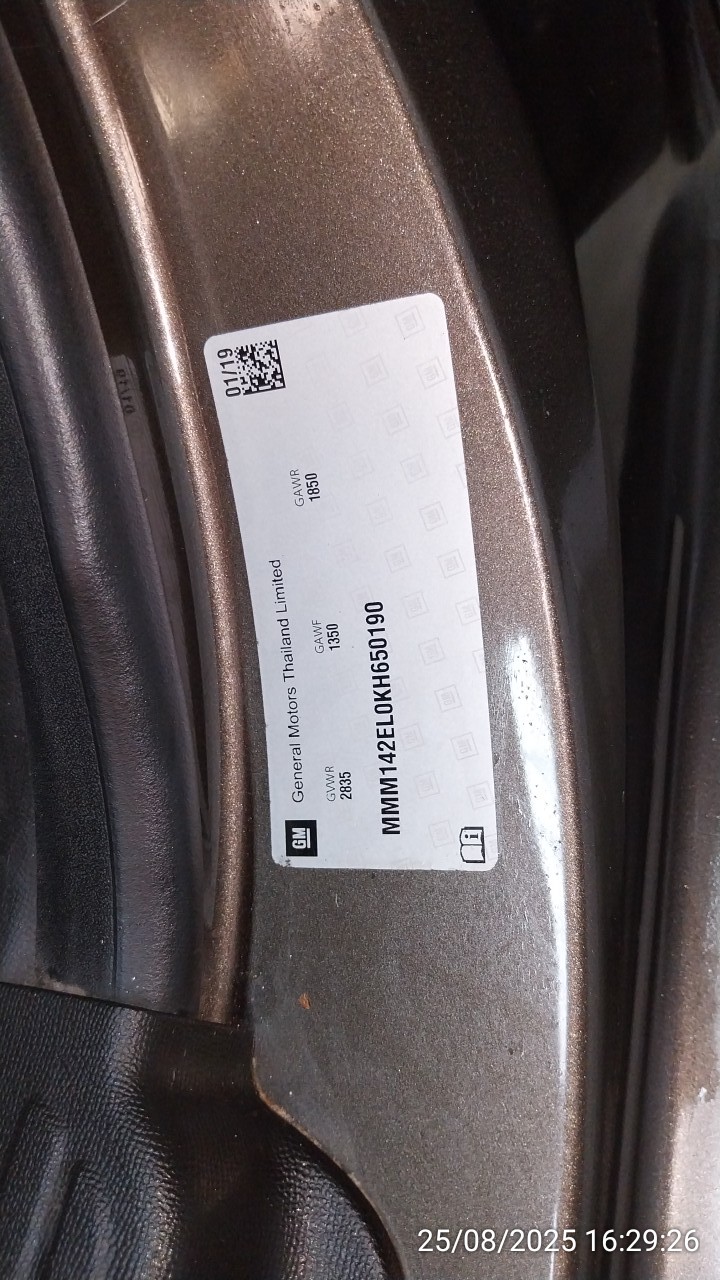 GM
General Motors Thailand Limited
01/19
GVWR
2835
GAWF
1350
GAWR
1850
MMM142EL0KH650190
25/08/2025 16:29:26